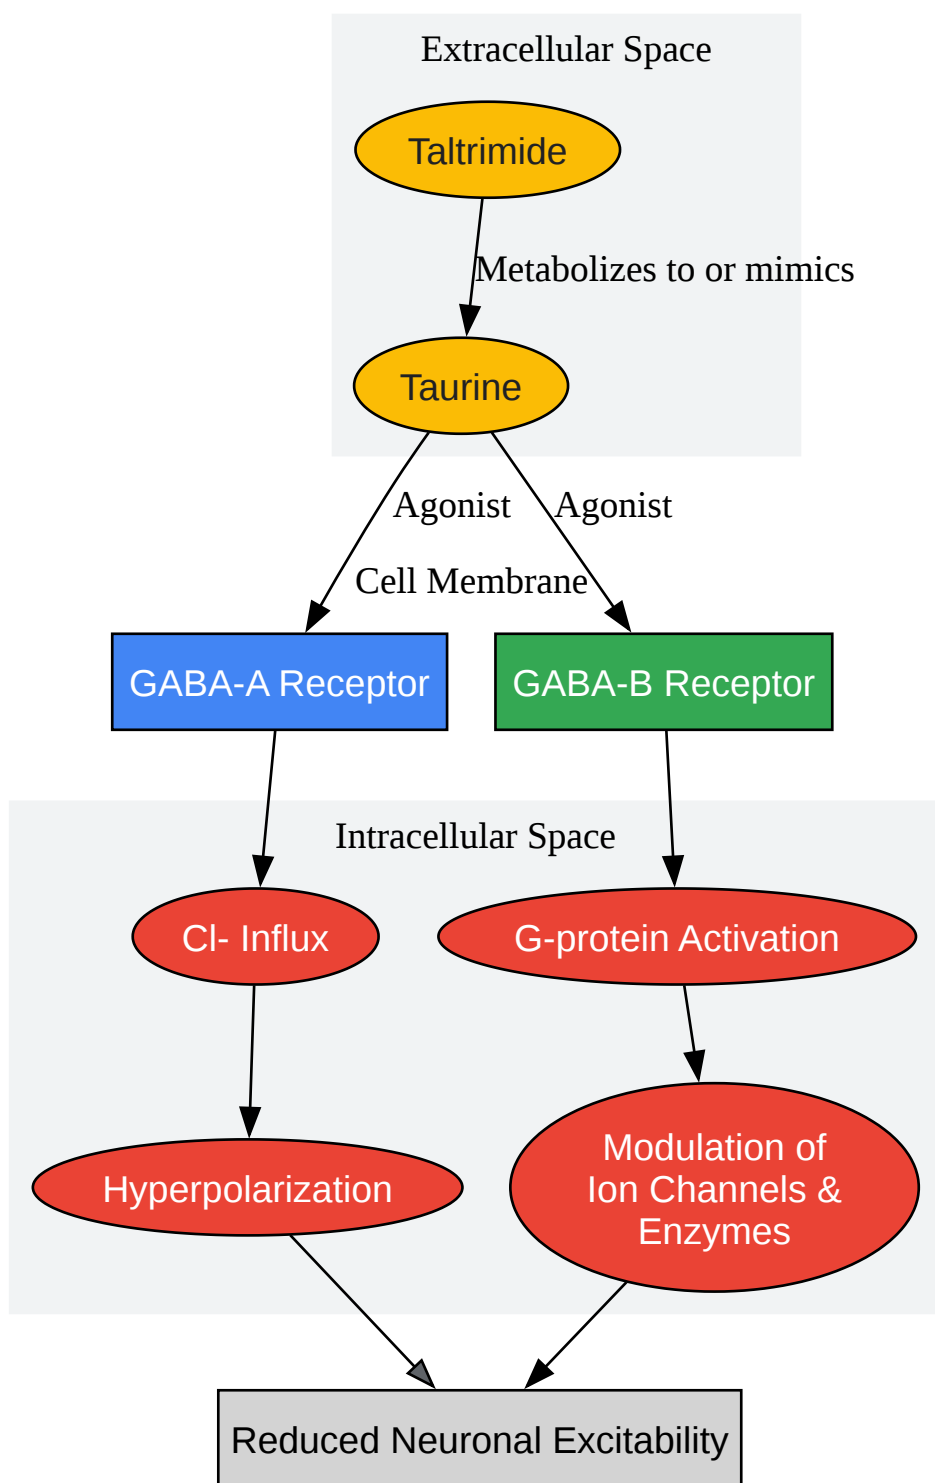 Extracellular Space
Taltrimide
Metabolizes to or mimics
Taurine
Agonist
Agonist
Cell Membrane
GABA-A Receptor
GABA-B Receptor
Intracellular Space
Cl- Influx
G-protein Activation
Hyperpolarization
Modulation of
Ion Channels &
Enzymes
Reduced Neuronal Excitability